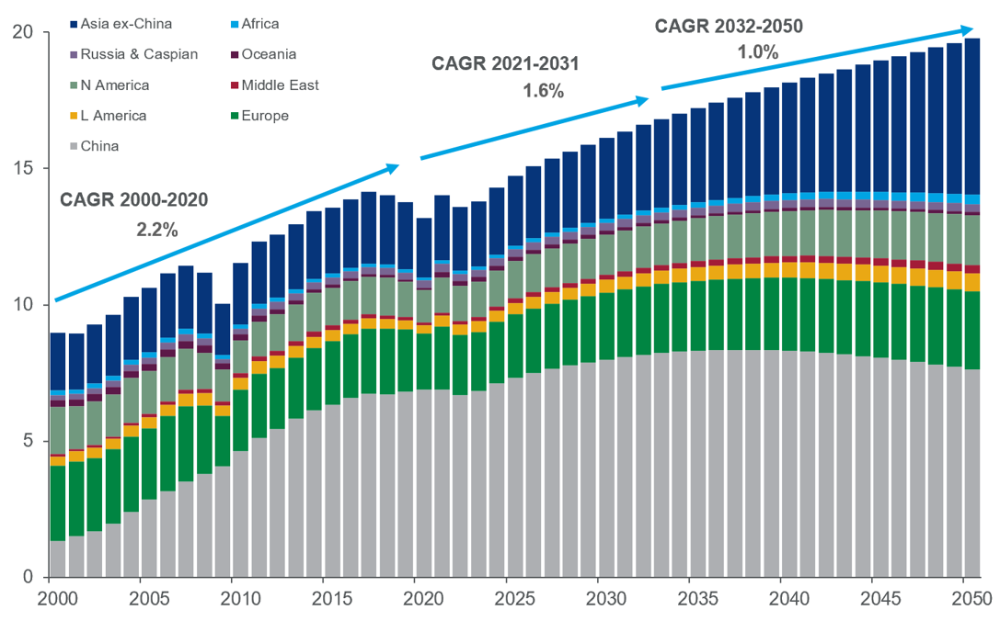 Asia ex-China
Africa
Russia & Caspian
Oceania
N America
Middle East
L America
Europe
China
CAGR 2000-2020
2.2%
CAGR 2021-2031
1.6%
CAGR 2032-2050
1.0%
20
15
10
5
0
2000 2005 2010 2015 2020 2025 2030 2035 2040 2045 2050